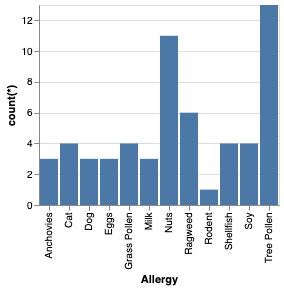 count(*)
12
10
8
6
4
2
0
Anchovies
Cat
Dog
Eggs
Grass Pollen
Milk
Nuts
Ragweed
Rodent
Shellfish
Soy
Tree Pollen
Allergy